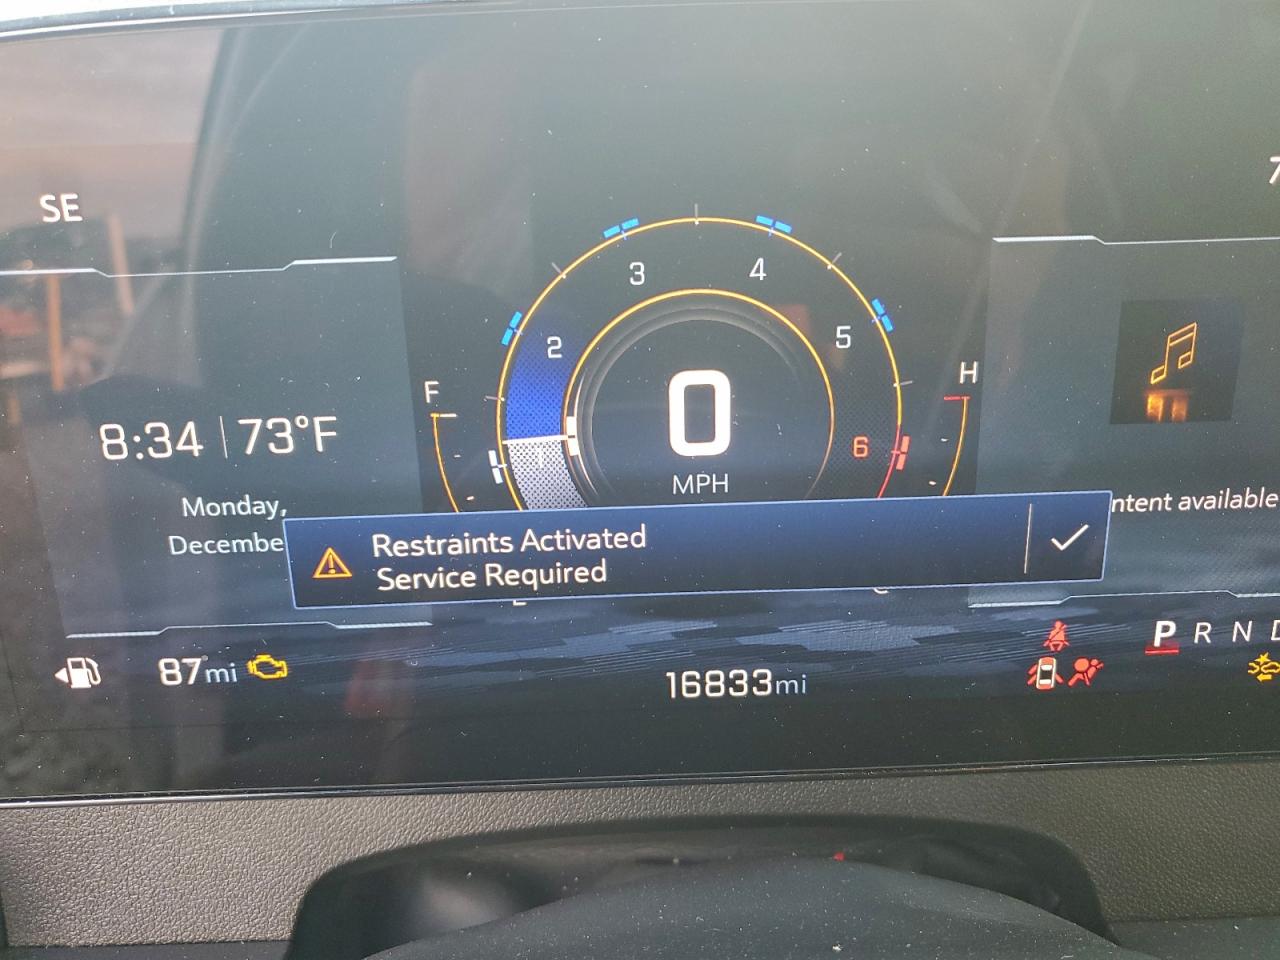 SE
7
3 4
2 5
F H
8:34 73°F
0
6
MPH
Monday,
Decembe
ntent available
Restraints Activated
Service Required
P R N D
87mi
16833mi